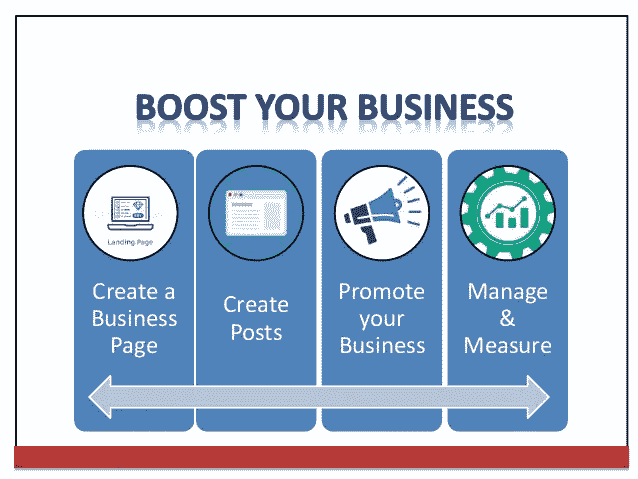 BOOST YOUR BUSINESS
Landing Page
Create a
Business
Page
Create
Posts
Promote
your
Business
Manage
&
Measure